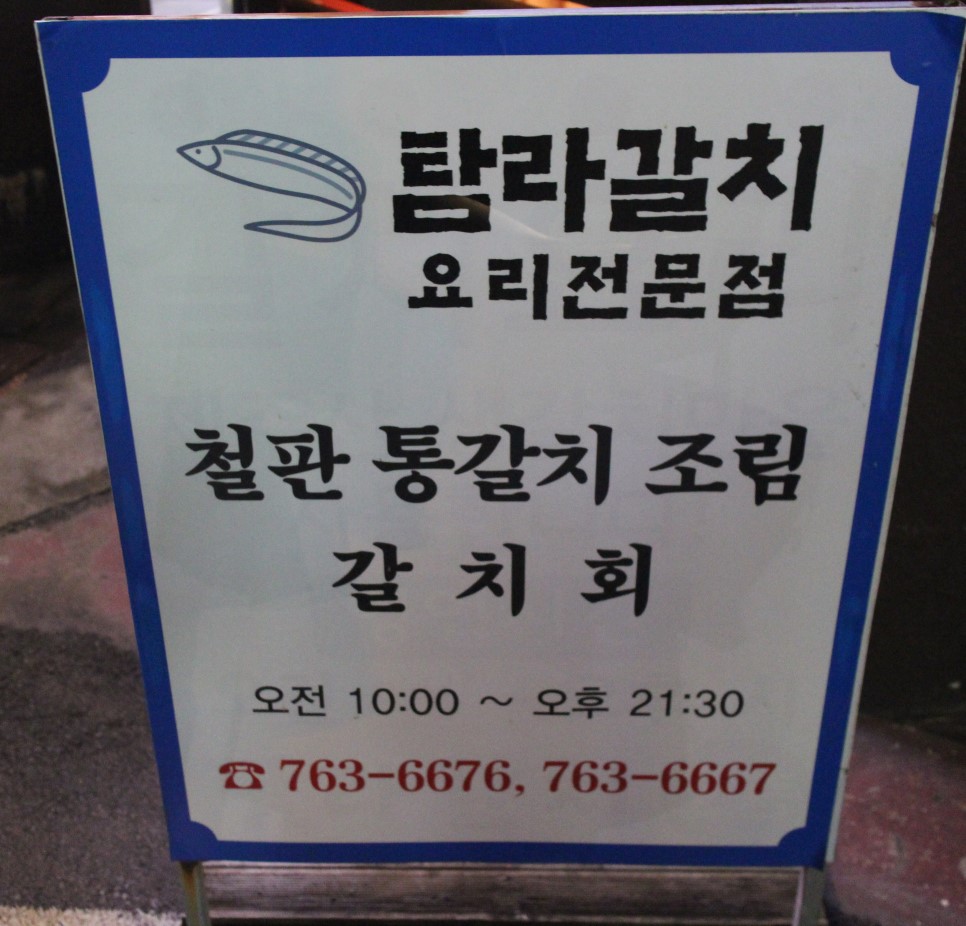 탐라갈치
요리전문점
철판 통갈치 조림
갈 치 회
오전 10:00 ~ 오후 21:30
☎ 763-6676, 763-6667